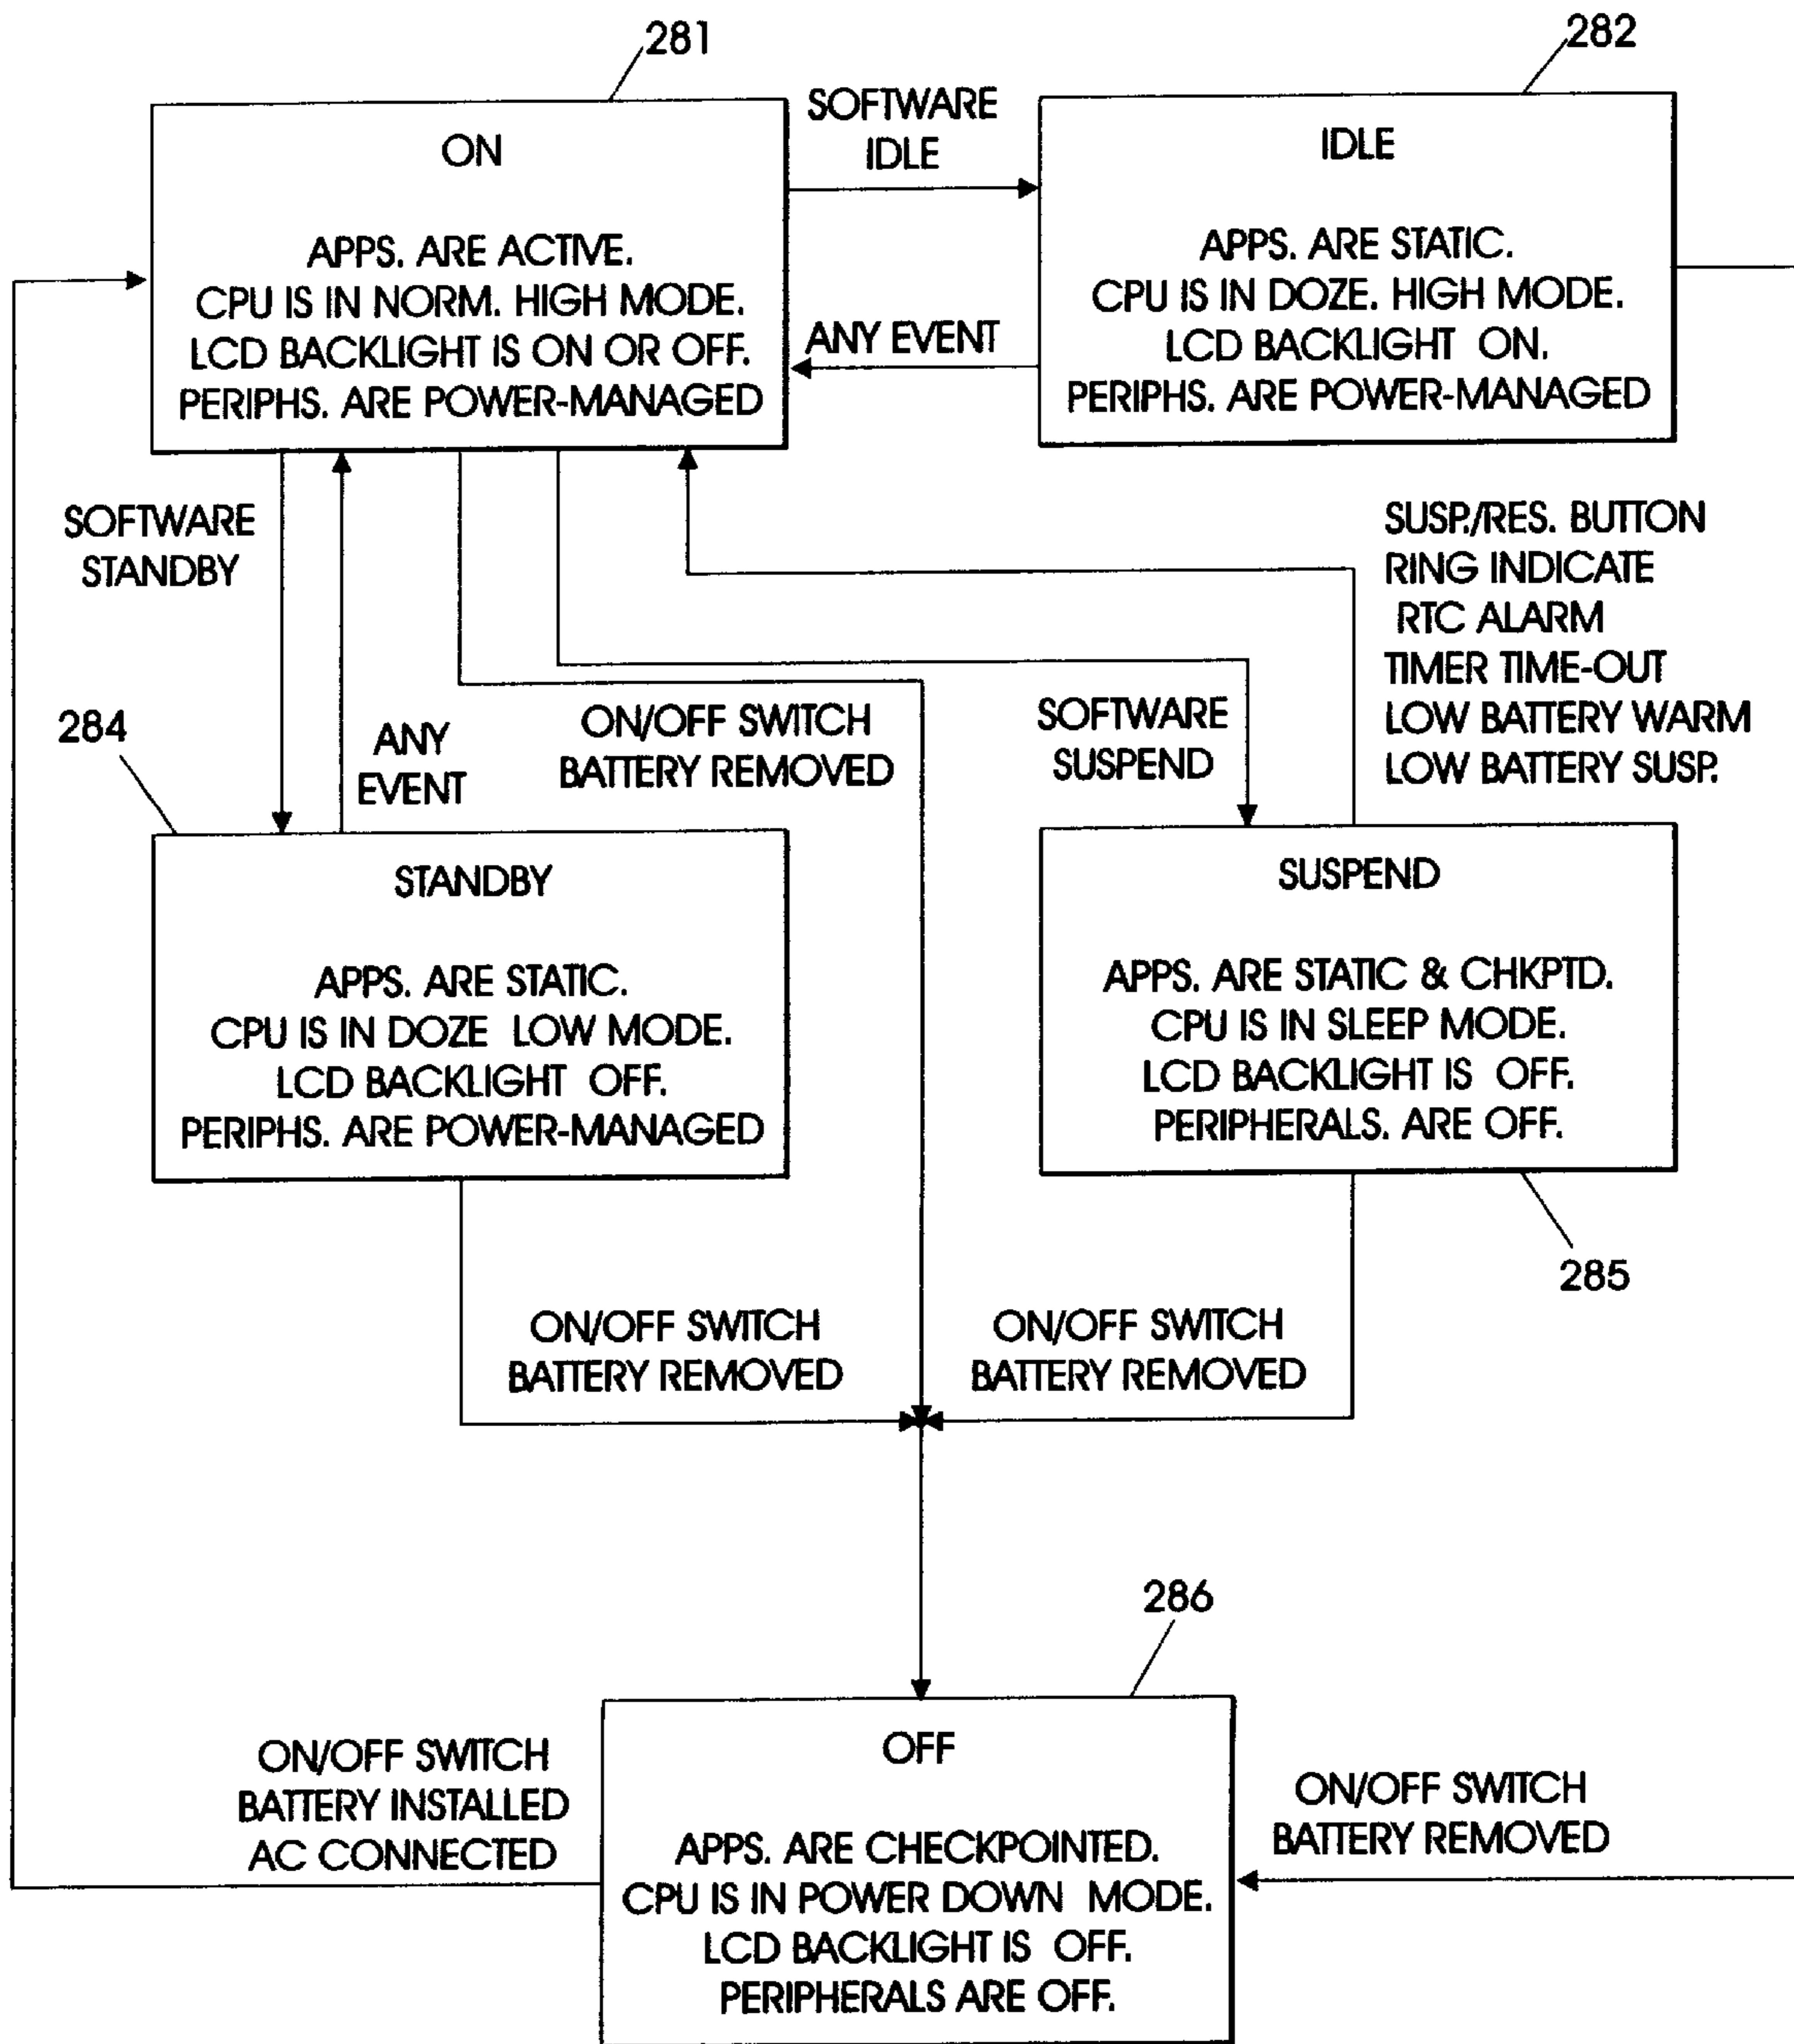 281
ON
APPS. ARE ACTIVE.
CPU IS IN NORM. HIGH MODE.
LCD BACKLIGHT IS ON OR OFF.
PERIPHS. ARE POWER-MANAGED
SOFTWARE
IDLE
ANY EVENT
282
IDLE
APPS. ARE STATIC.
CPU IS IN DOZE. HIGH MODE.
LCD BACKLIGHT ON.
PERIPHS. ARE POWER-MANAGED
SOFTWARE
STANDBY
284
ANY
EVENT
ON/OFF SWITCH
BATTERY REMOVED
SOFTWARE
SUSPEND
SUSP./RES. BUTTON
RING INDICATE
RTC ALARM
TIMER TIME-OUT
LOW BATTERY WARM
LOW BATTERY SUSP.
STANDBY
APPS. ARE STATIC.
CPU IS IN DOZE LOW MODE.
LCD BACKLIGHT OFF.
PERIPHS. ARE POWER-MANAGED
SUSPEND
APPS. ARE STATIC & CHKPTD.
CPU IS IN SLEEP MODE.
LCD BACKLIGHT IS OFF.
PERIPHERALS. ARE OFF.
285
ON/OFF SWITCH
BATTERY REMOVED
ON/OFF SWITCH
BATTERY REMOVED
286
OFF
APPS. ARE CHECKPOINTED.
CPU IS IN POWER DOWN MODE.
LCD BACKLIGHT IS OFF.
PERIPHERALS ARE OFF.
ON/OFF SWITCH
BATTERY INSTALLED
AC CONNECTED
ON/OFF SWITCH
BATTERY REMOVED